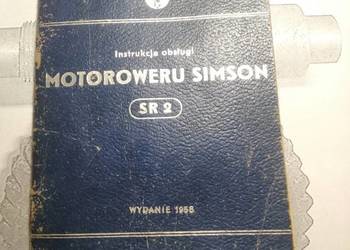 Instrukcja obsługi
MOTOROWERU SIMSON
SR 2
WYDANIE 1958